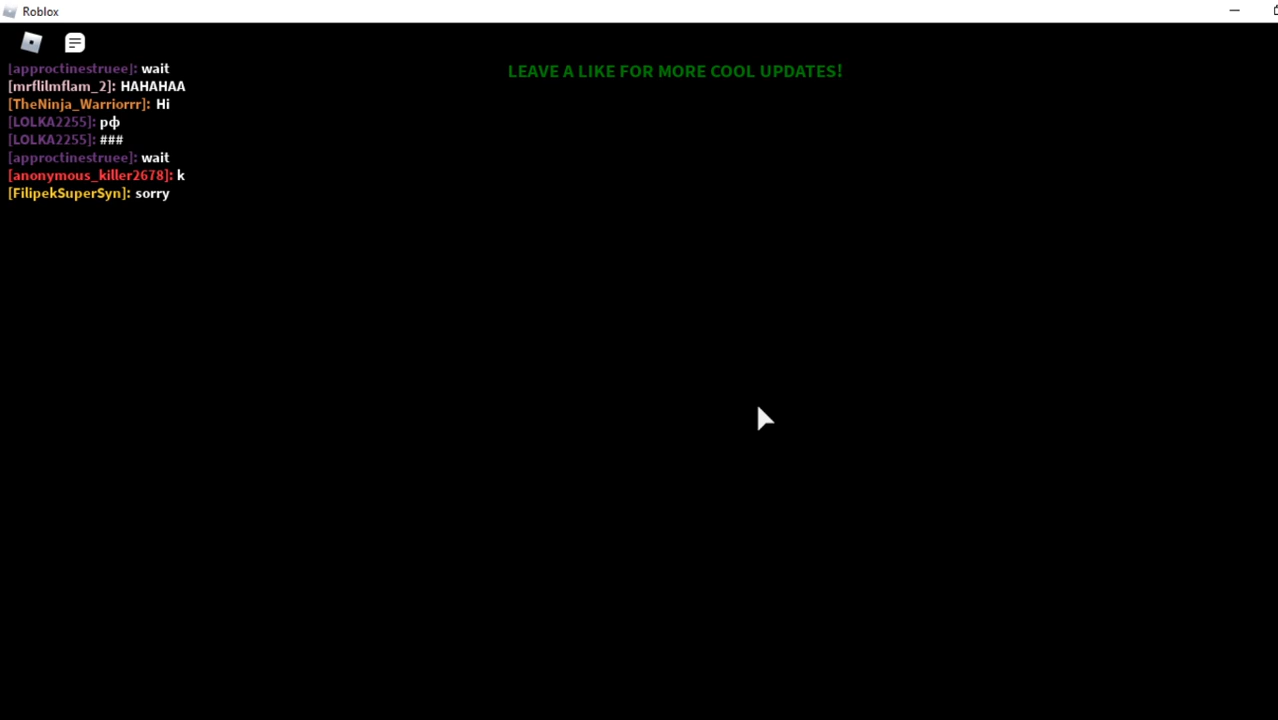 Roblox
[approctinestruee]: wait
LEAVE A LIKE FOR MORE COOL UPDATES!
[mrflilmflam_2]: HAHAHAA
[TheNinja_Warriorrr]: Hi
[LOLKA2255]: рф
[LOLKA2255]: ###
[approctinestruee]: wait
[anonymous_killer2678]: k
[FilipekSuperSyn]: sorry